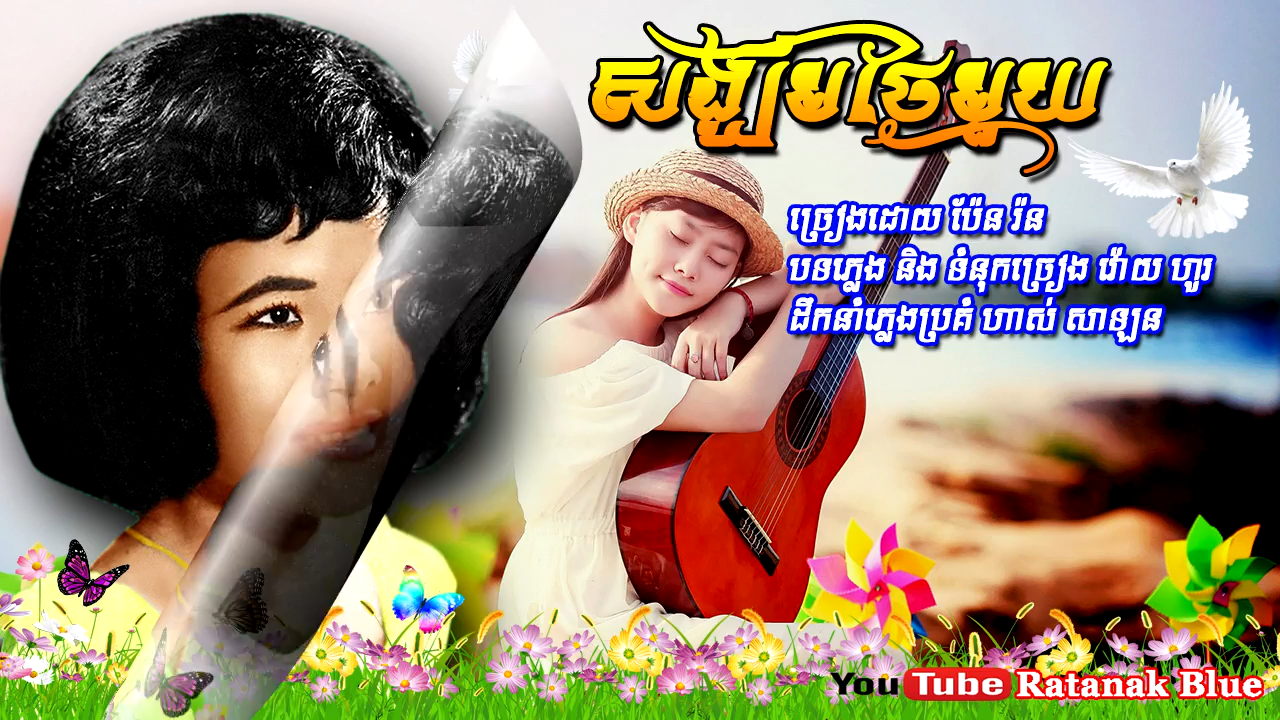 សង្ឃឹមថ្ងៃមួយ
ច្រៀងដោយ ប៉ែន រ៉ន
បទភ្លេង និង ទំនុកច្រៀង វ៉ោយ ហូរ
ដឹកនាំភ្លេងប្រគំ ហាស់ សាឡន
YouTube Ratanak Blue